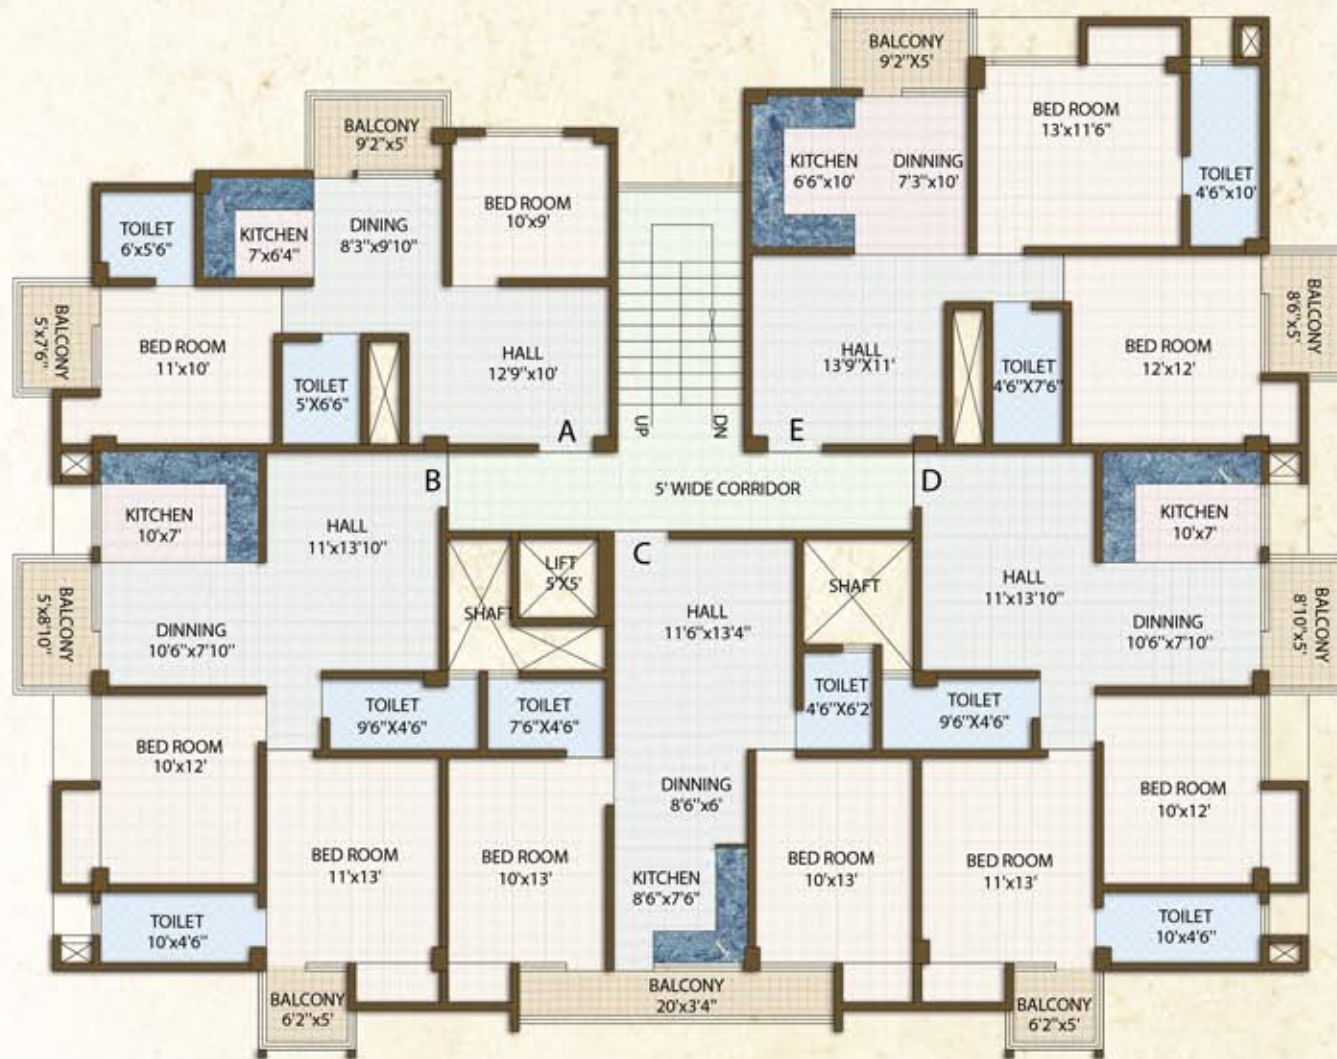 BALCONY
9'2"X5'
BED ROOM
13'x11'6"
KITCHEN
6'6"x10'
DINNING
7'3"x10'
TOILET
4'6"x10'
BALCONY
9'2"x5'
BED ROOM
10'x9'
TOILET
6'x5'6"
KITCHEN
7'x6'4"
DINING
8'3"x9'10"
BALCONY
5'x7'6"
BED ROOM
11'x10'
TOILET
5'X6'6"
HALL
12'9"x10'
A
UP
DN
HALL
13'9"X11'
E
TOILET
4'6"X7'6"
BED ROOM
12'x12'
BALCONY
8'6"x5'
B
5' WIDE CORRIDOR
D
KITCHEN
10'x7'
HALL
11'x13'10"
BALCONY
5'x8'10"
DINNING
10'6"x7'10"
SHAFT
LIFT
5'X5'
C
HALL
11'6"x13'4"
SHAFT
HALL
11'x13'10"
KITCHEN
10'x7'
DINNING
10'6"x7'10"
BALCONY
8'10"x5'
TOILET
9'6"X4'6"
TOILET
7'6"X4'6"
TOILET
4'6"X6'2'
TOILET
9'6"X4'6"
BED ROOM
10'x12'
DINNING
8'6"x6'
BED ROOM
10'x12'
BED ROOM
11'x13'
BED ROOM
10'x13'
KITCHEN
8'6"x7'6"
BED ROOM
10'x13'
BED ROOM
11'x13'
TOILET
10'x4'6"
TOILET
10'x4'6"
BALCONY
6'2"x5'
BALCONY
20'x3'4"
BALCONY
6'2"x5'